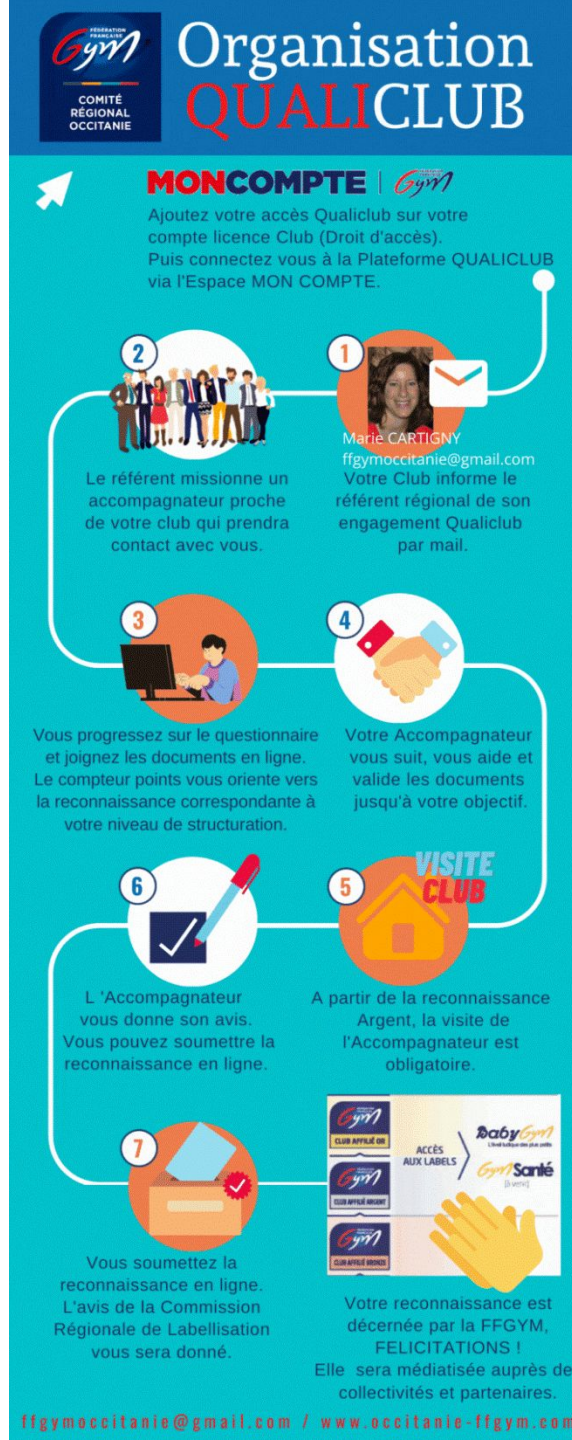 FÉDÉRATION
FRANÇAISE
Gym
COMITÉ
RÉGIONAL
OCCITANIE
Organisation
QUALICLUB
MONCOMPTE | Gym
Ajoutez votre accès Qualiclub sur votre
compte licence Club (Droit d'accès).
Puis connectez vous à la Plateforme QUALICLUB
via l'Espace MON COMPTE.
1
Marie CARTIGNY
ffgymoccitanie@gmail.com
Votre Club informe le
référent régional de son
engagement Qualiclub
par mail.
2
Le référent missionne un
accompagnateur proche
de votre club qui prendra
contact avec vous.
3
Vous progressez sur le questionnaire
et joignez les documents en ligne.
Le compteur points vous oriente vers
la reconnaissance correspondante à
votre niveau de structuration.
4
Votre Accompagnateur
vous suit, vous aide et
valide les documents
jusqu'à votre objectif.
5
VISITE
CLUB
A partir de la reconnaissance
Argent, la visite de
l'Accompagnateur est
obligatoire.
6
L 'Accompagnateur
vous donne son avis.
Vous pouvez soumettre la
reconnaissance en ligne.
7
Vous soumettez la
reconnaissance en ligne.
L'avis de la Commission
Régionale de Labellisation
vous sera donné.
Gym
CLUB AFFILIÉ OR
Gym
CLUB AFFILIÉ ARGENT
Gym
CLUB AFFILIÉ BRONZE
ACCÈS
AUX LABELS
BabyGym
L'éveil ludique des plus petits
GymSanté
[à venir]
Votre reconnaissance est
décernée par la FFGYM,
FELICITATIONS !
Elle sera médiatisée auprès de
collectivités et partenaires.
ffgymoccitanie@gmail.com / www.occitanie-ffgym.com